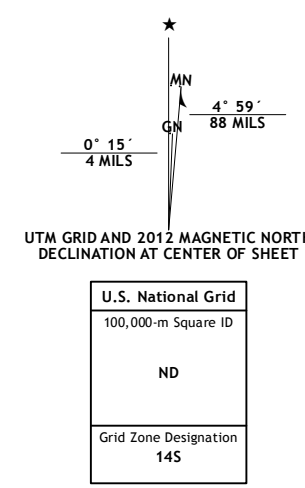 ★
MN
GN
4° 59´
88 MILS
0° 15´
4 MILS
UTM GRID AND 2012 MAGNETIC NORTH
DECLINATION AT CENTER OF SHEET
U.S. National Grid
100,000-m Square ID
ND
Grid Zone Designation
14S